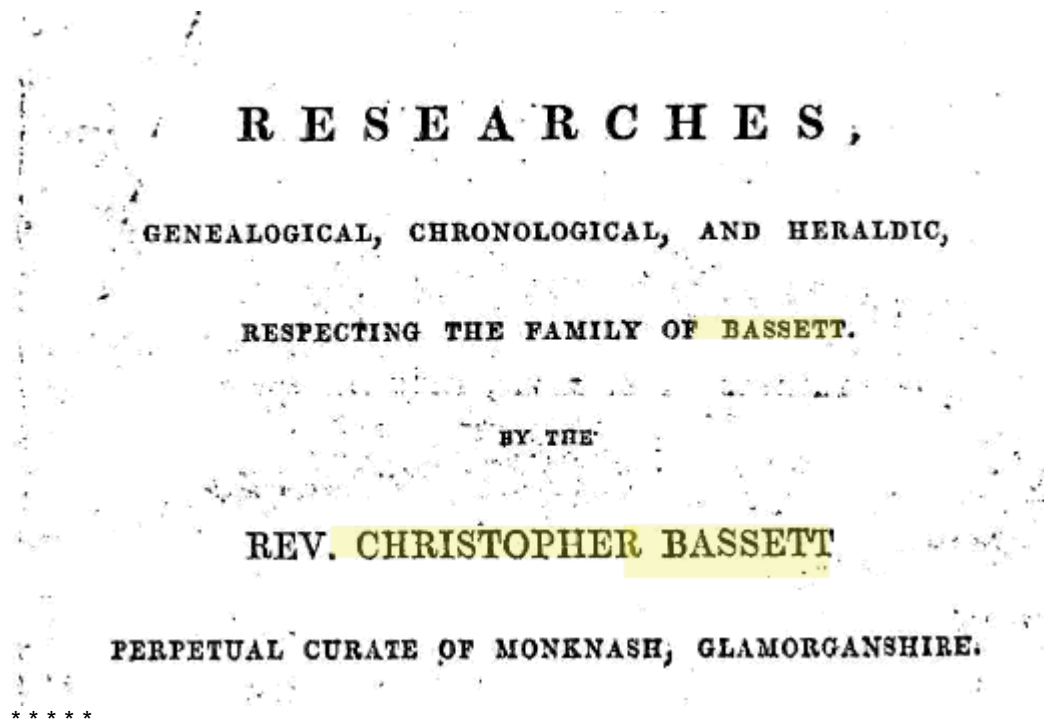 RESEARCHES,
GENEALOGICAL, CHRONOLOGICAL, AND HERALDIC,
RESPECTING THE FAMILY OF BASSETT.
BY THE
REV. CHRISTOPHER BASSETT
PERPETUAL CURATE OF MONKNASH, GLAMORGANSHIRE.
* * * * *